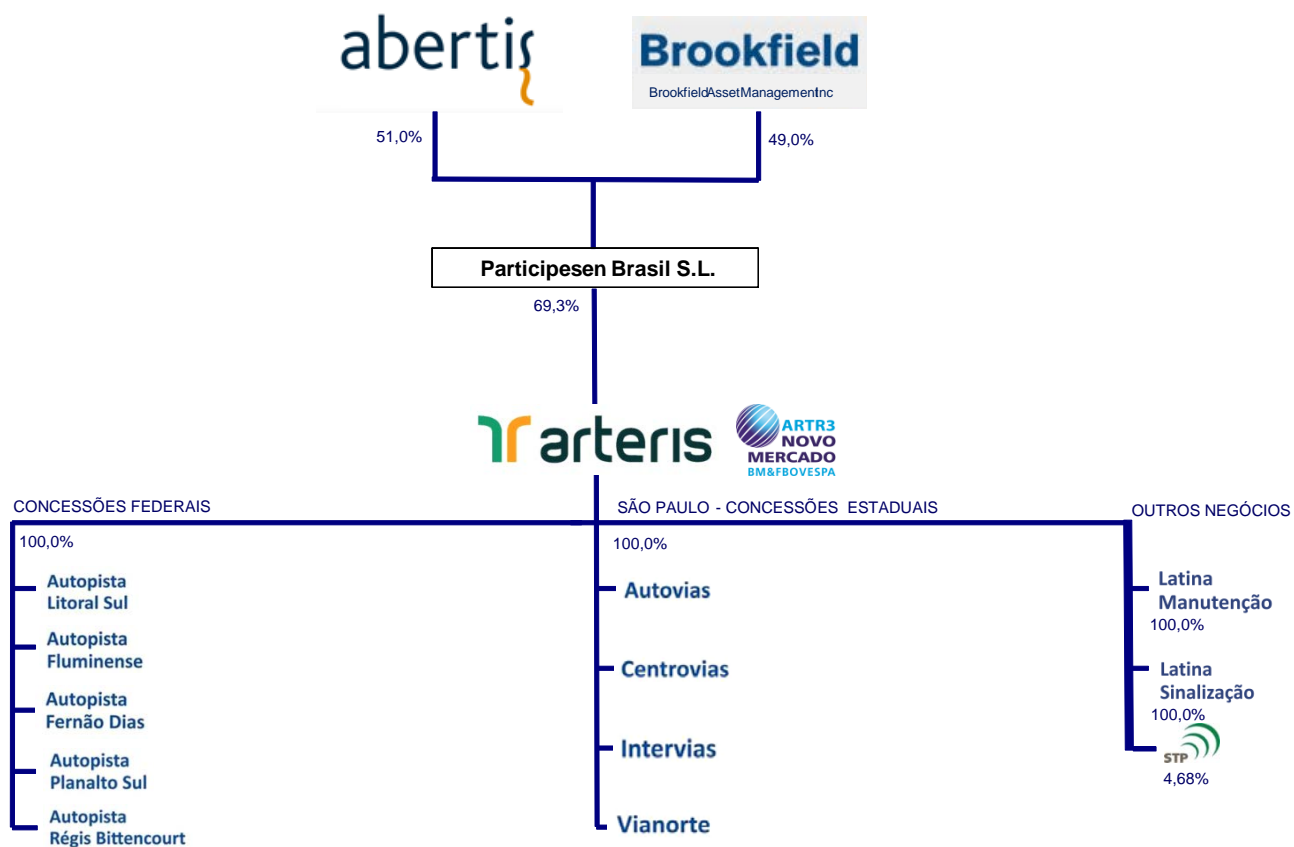 abertis
Brookfield
BrookfieldAssetManagementInc
51,0%
49,0%
Participesen Brasil S.L.
69,3%
arteris
ARTR3
NOVO
MERCADO
BM&FBOVESPA
CONCESSÕES FEDERAIS
SÃO PAULO - CONCESSÕES ESTADUAIS
OUTROS NEGÓCIOS
100,0%
Autopista
Litoral Sul
Autopista
Fluminense
Autopista
Fernão Dias
Autopista
Planalto Sul
Autopista
Régis Bittencourt
100,0%
Autovias
Centrovias
Intervias
Vianorte
Latina
Manutenção
100,0%
Latina
Sinalização
100,0%
STP
4,68%